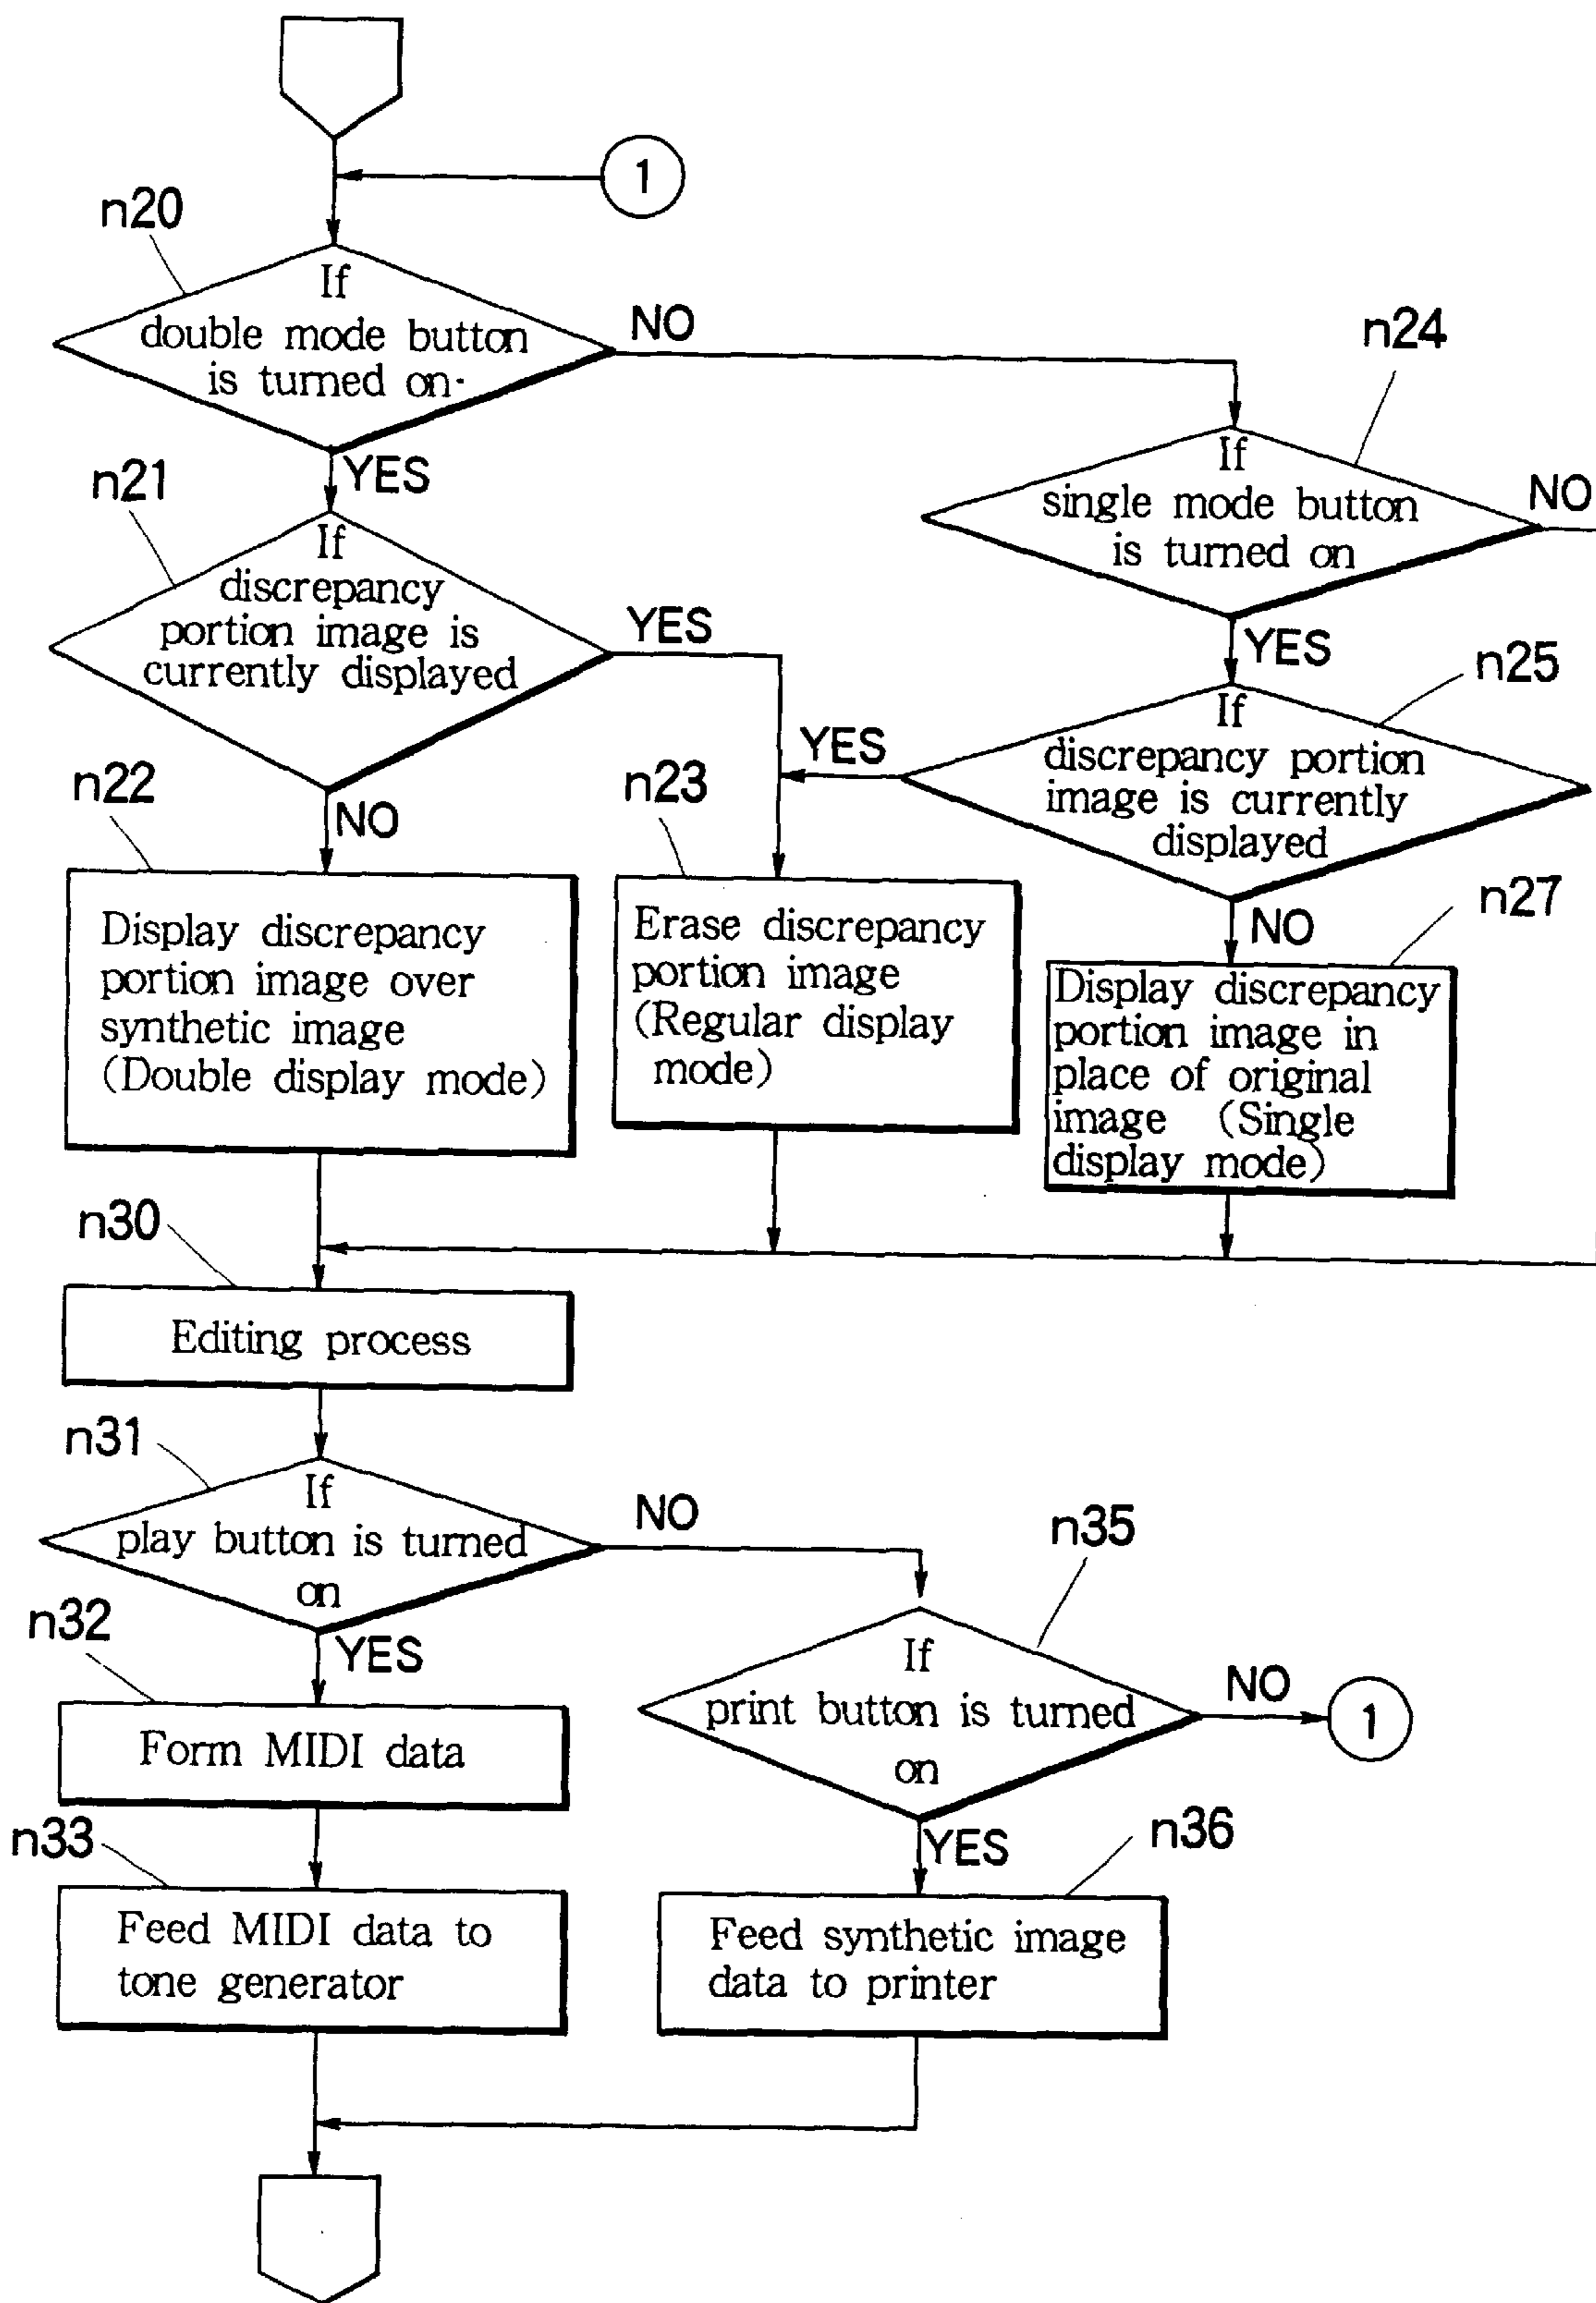 1
n20
If
double mode button
is turned on
NO
n24
If
single mode button
is turned on
NO
YES
n21
If
discrepancy
portion image is
currently displayed
YES
YES
n25
If
discrepancy portion
image is currently
displayed
YES
NO
n22
Display discrepancy
portion image over
synthetic image
(Double display mode)
n23
Erase discrepancy
portion image
(Regular display
mode)
NO
n27
Display discrepancy
portion image in
place of original
image (Single
display mode)
n30
Editing process
n31
If
play button is turned
on
NO
YES
n35
If
print button is turned
on
NO
1
n32
Form MIDI data
n33
Feed MIDI data to
tone generator
YES
n36
Feed synthetic image
data to printer